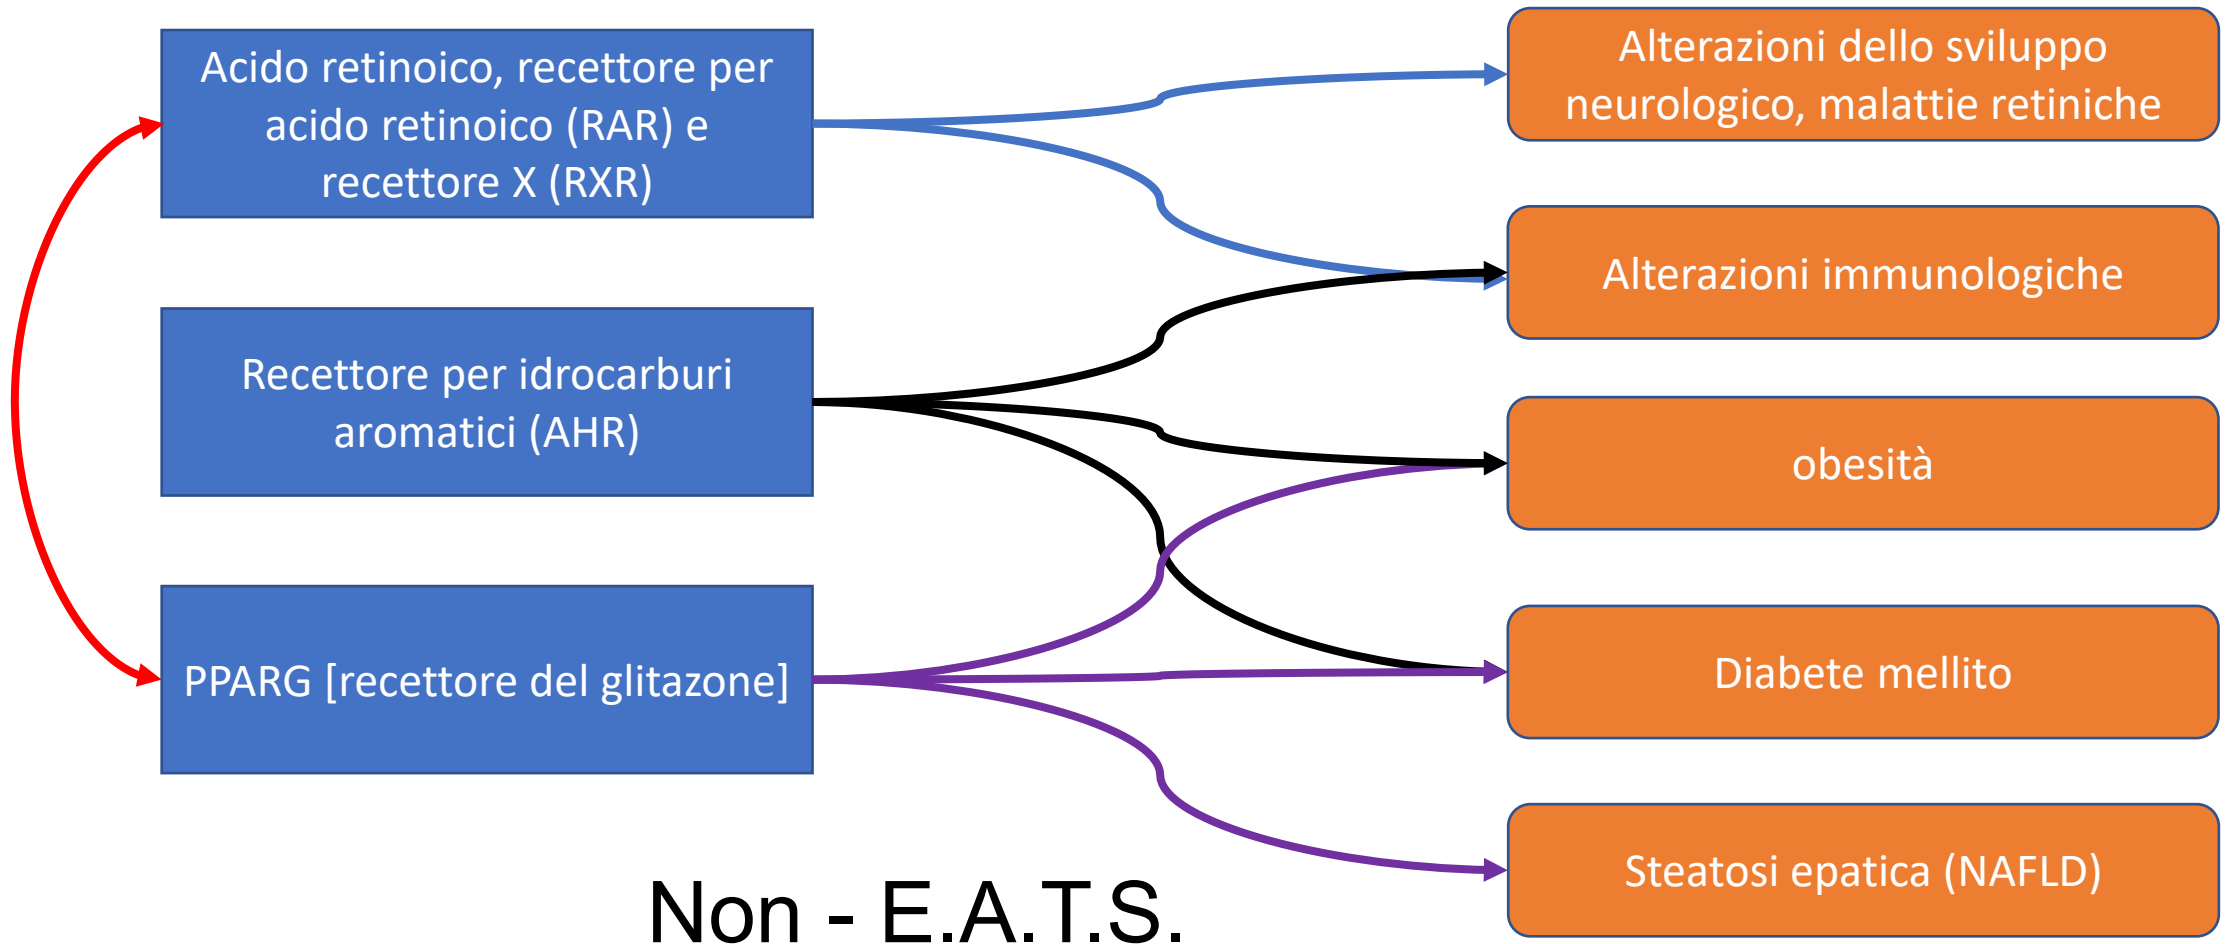 Acido retinoico, recettore per
acido retinoico (RAR) e
recettore X (RXR)
Recettore per idrocarburi
aromatici (AHR)
PPARG [recettore del glitazone]
Alterazioni dello sviluppo
neurologico, malattie retiniche
Alterazioni immunologiche
obesità
Diabete mellito
Steatosi epatica (NAFLD)
Non - E.A.T.S.